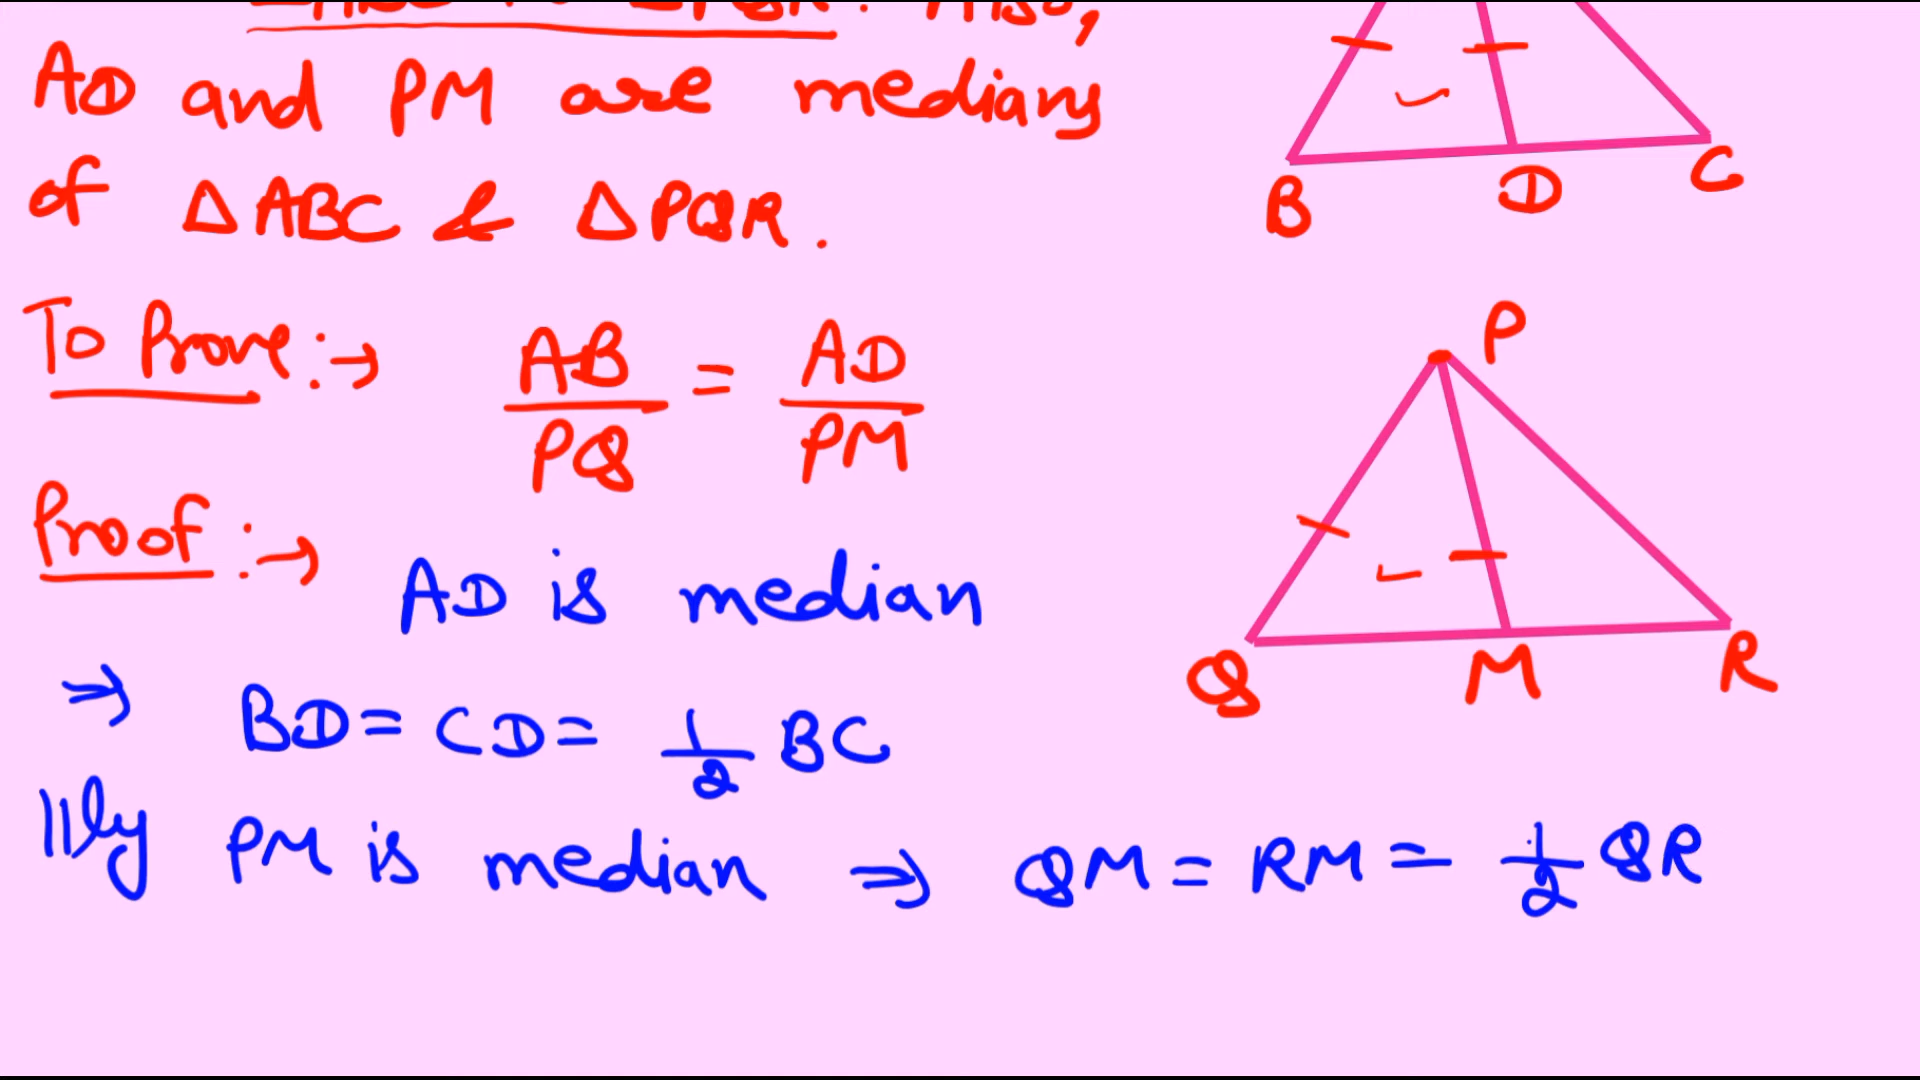 Also,
AD and PM are medians
of ΔABC & ΔPQR.
To Prove:→ AB/PQ = AD/PM
Proof:→ AD is median
⇒ BD = CD = 1/2 BC
||ly PM is median ⇒ QM = RM = 1/2 QR
B D C
P
Q M R